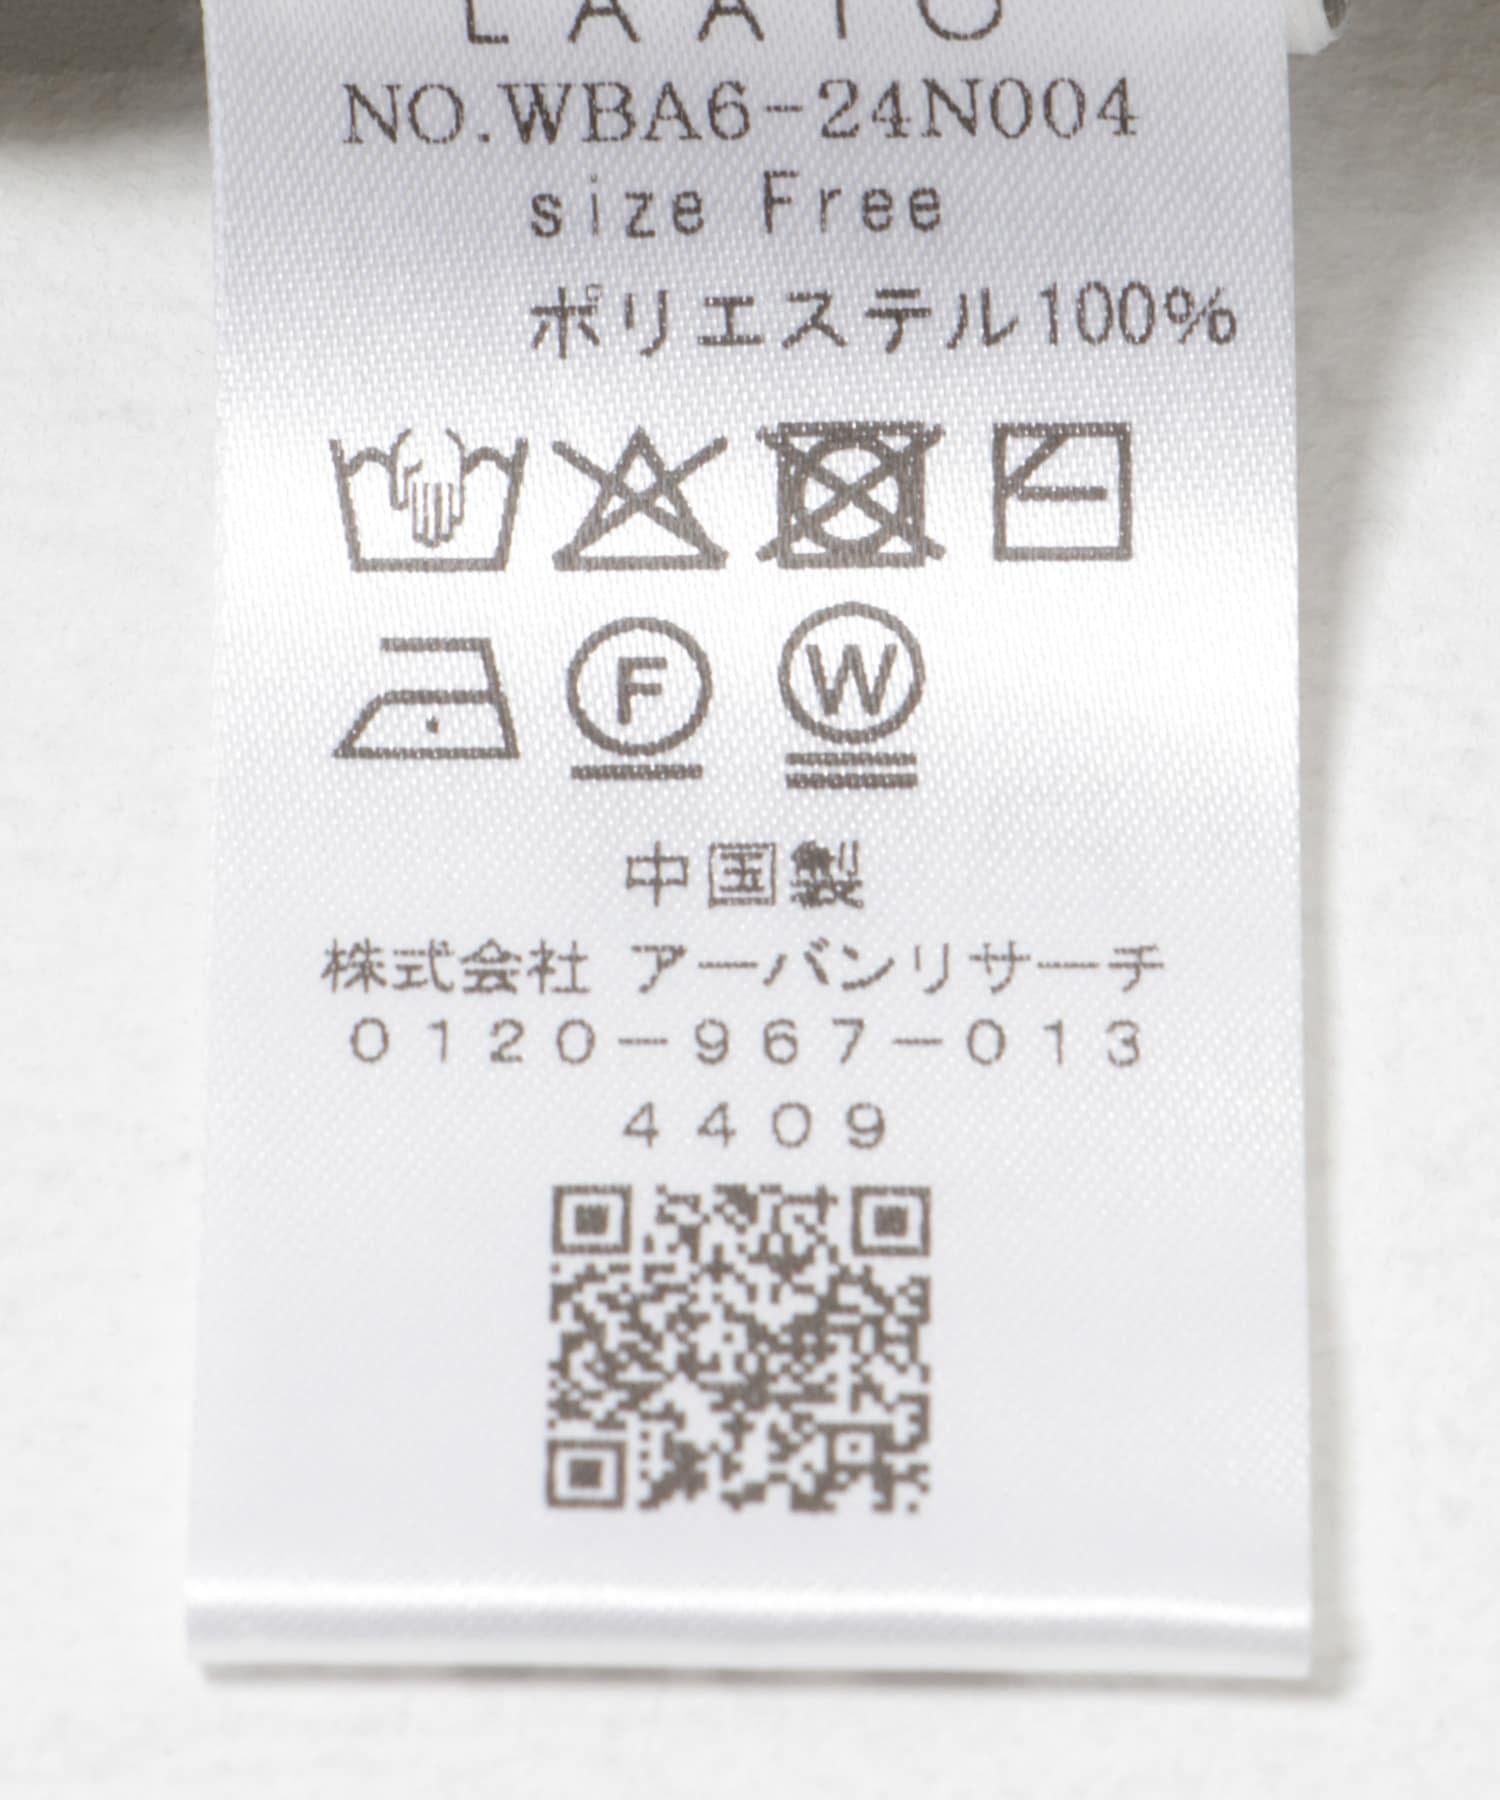 LAATO
NO.WBA6-24N004
size Free
ポリエステル100%
F W
中国製
株式会社 アーバンリサーチ
0120-967-013
4409